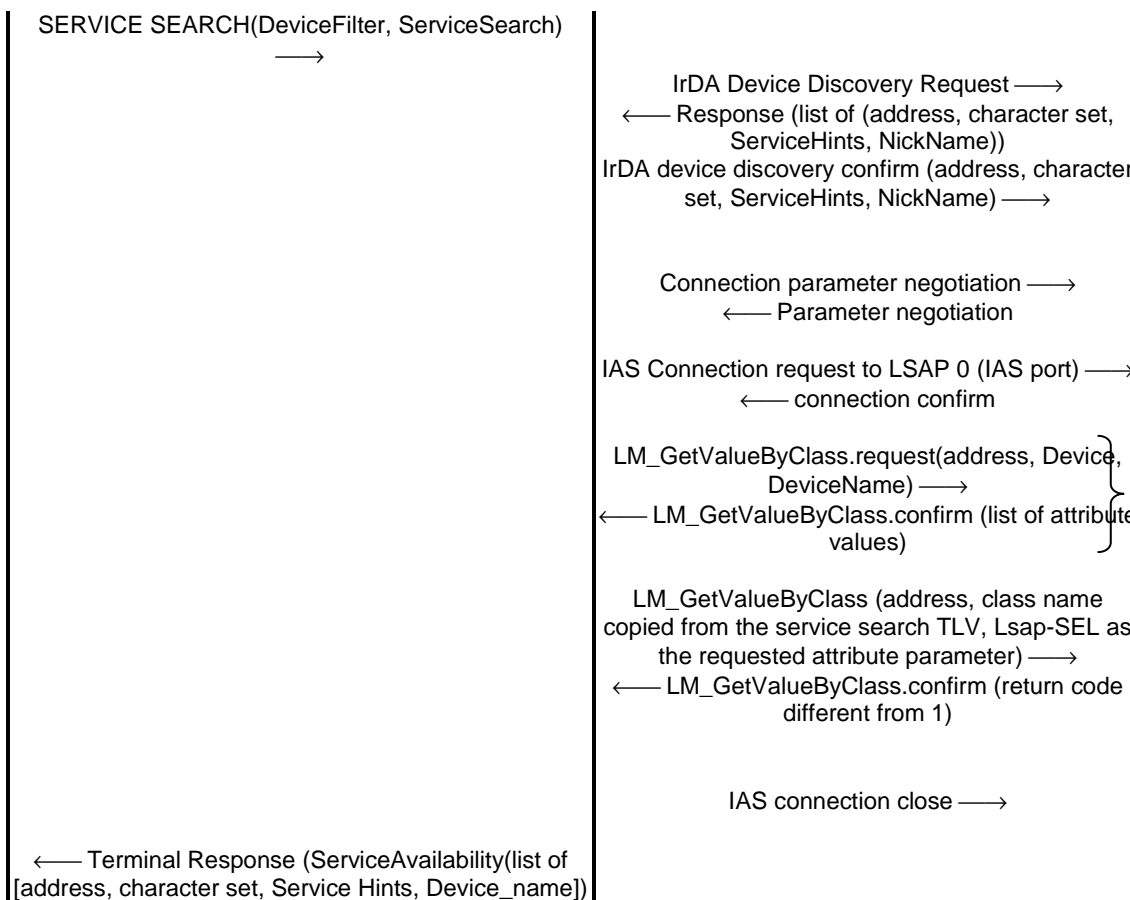 SERVICE SEARCH(DeviceFilter, ServiceSearch)
⟶
IrDA Device Discovery Request ⟶
⟵ Response (list of (address, character set,
ServiceHints, NickName))
IrDA device discovery confirm (address, character
set, ServiceHints, NickName) ⟶
Connection parameter negotiation ⟶
⟵ Parameter negotiation
IAS Connection request to LSAP 0 (IAS port) ⟶
⟵ connection confirm
LM_GetValueByClass.request(address, Device,
DeviceName) ⟶
⟵ LM_GetValueByClass.confirm (list of attribute
values)
LM_GetValueByClass (address, class name
copied from the service search TLV, Lsap-SEL as
the requested attribute parameter) ⟶
⟵ LM_GetValueByClass.confirm (return code
different from 1)
IAS connection close ⟶
⟵ Terminal Response (ServiceAvailability(list of
[address, character set, Service Hints, Device_name])